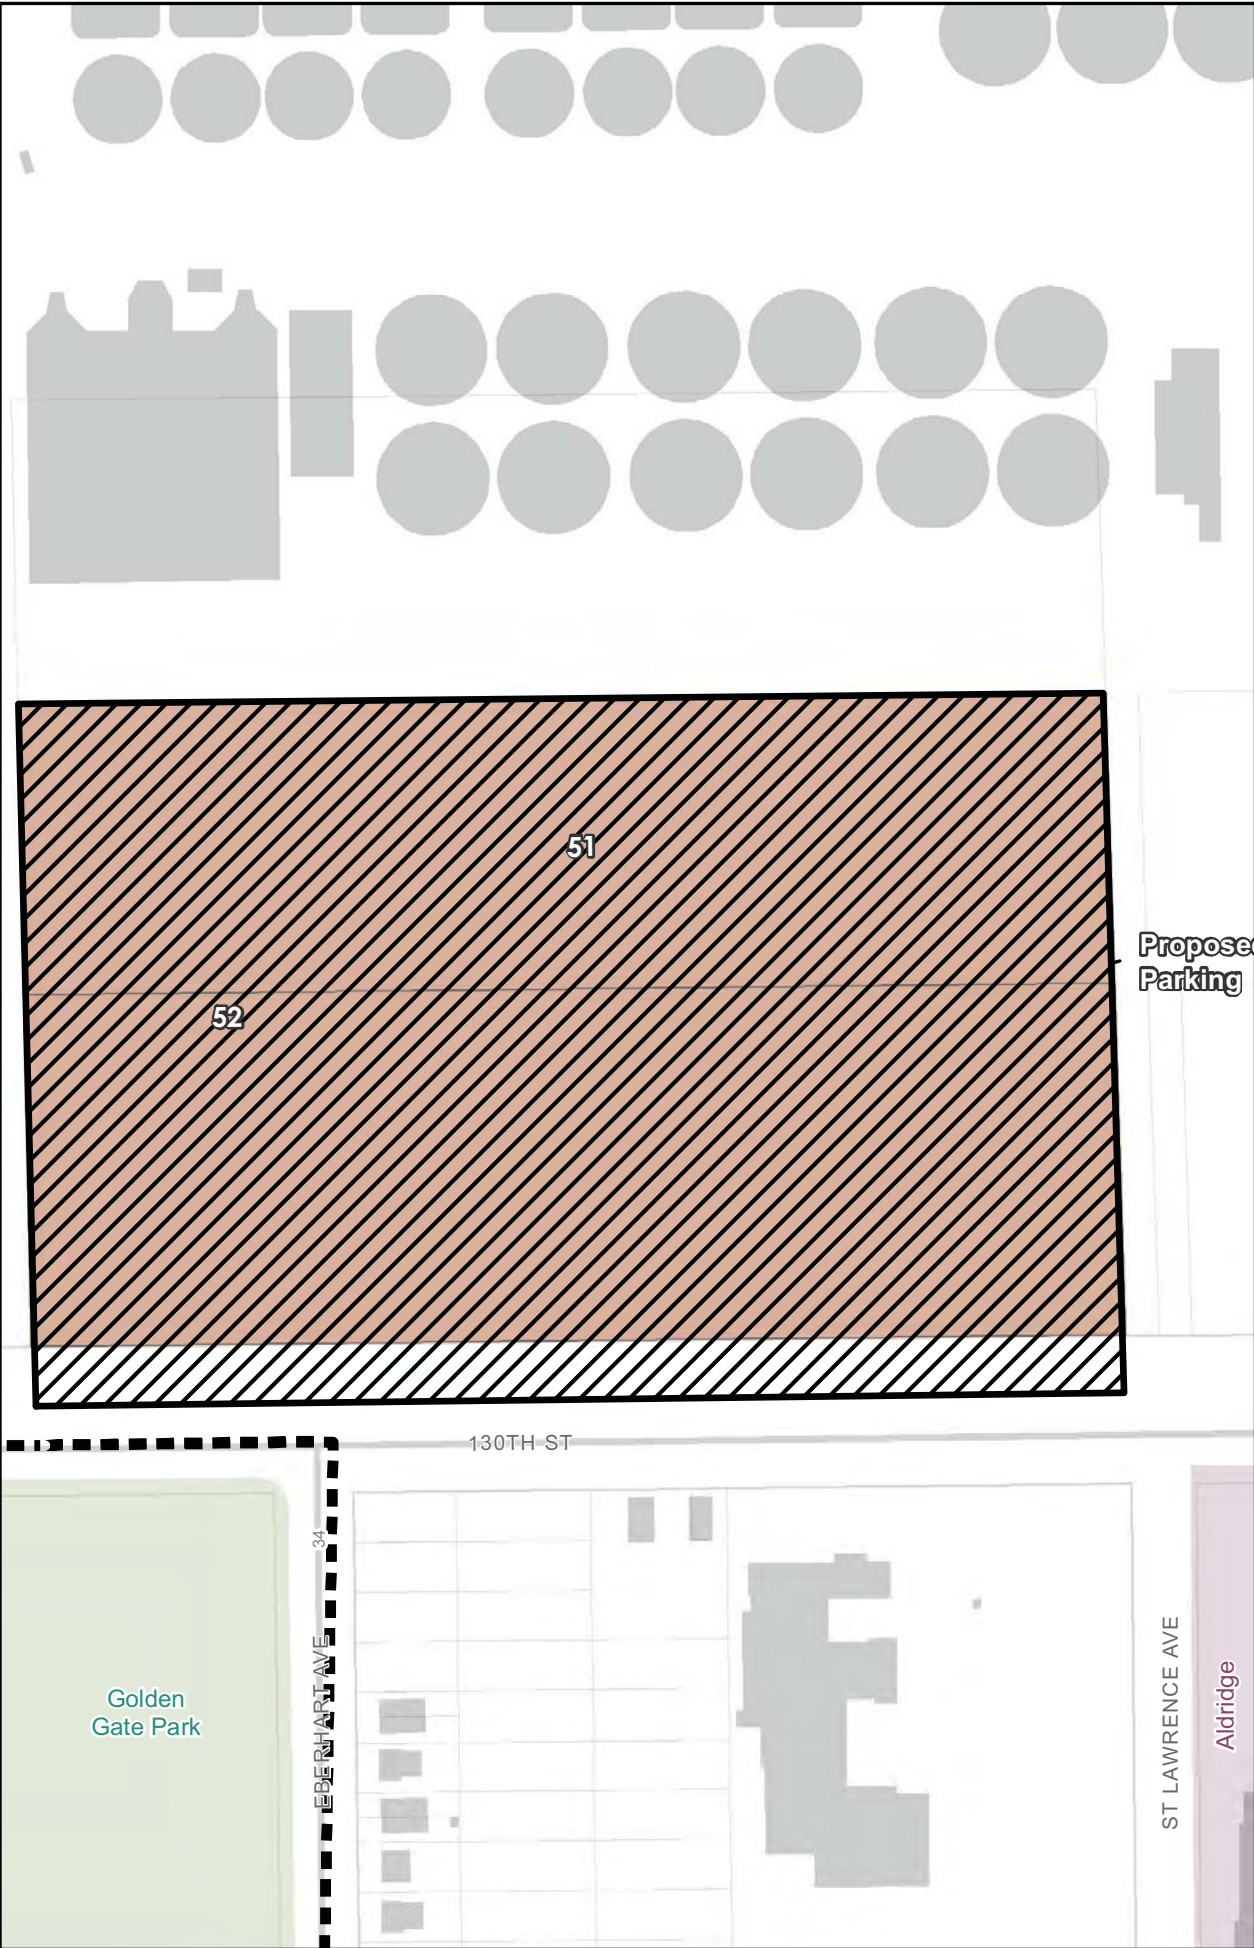 51
Propose
Parking
52
130TH ST
34
EBERHART AVE
Golden
Gate Park
ST LAWRENCE AVE
Aldridge